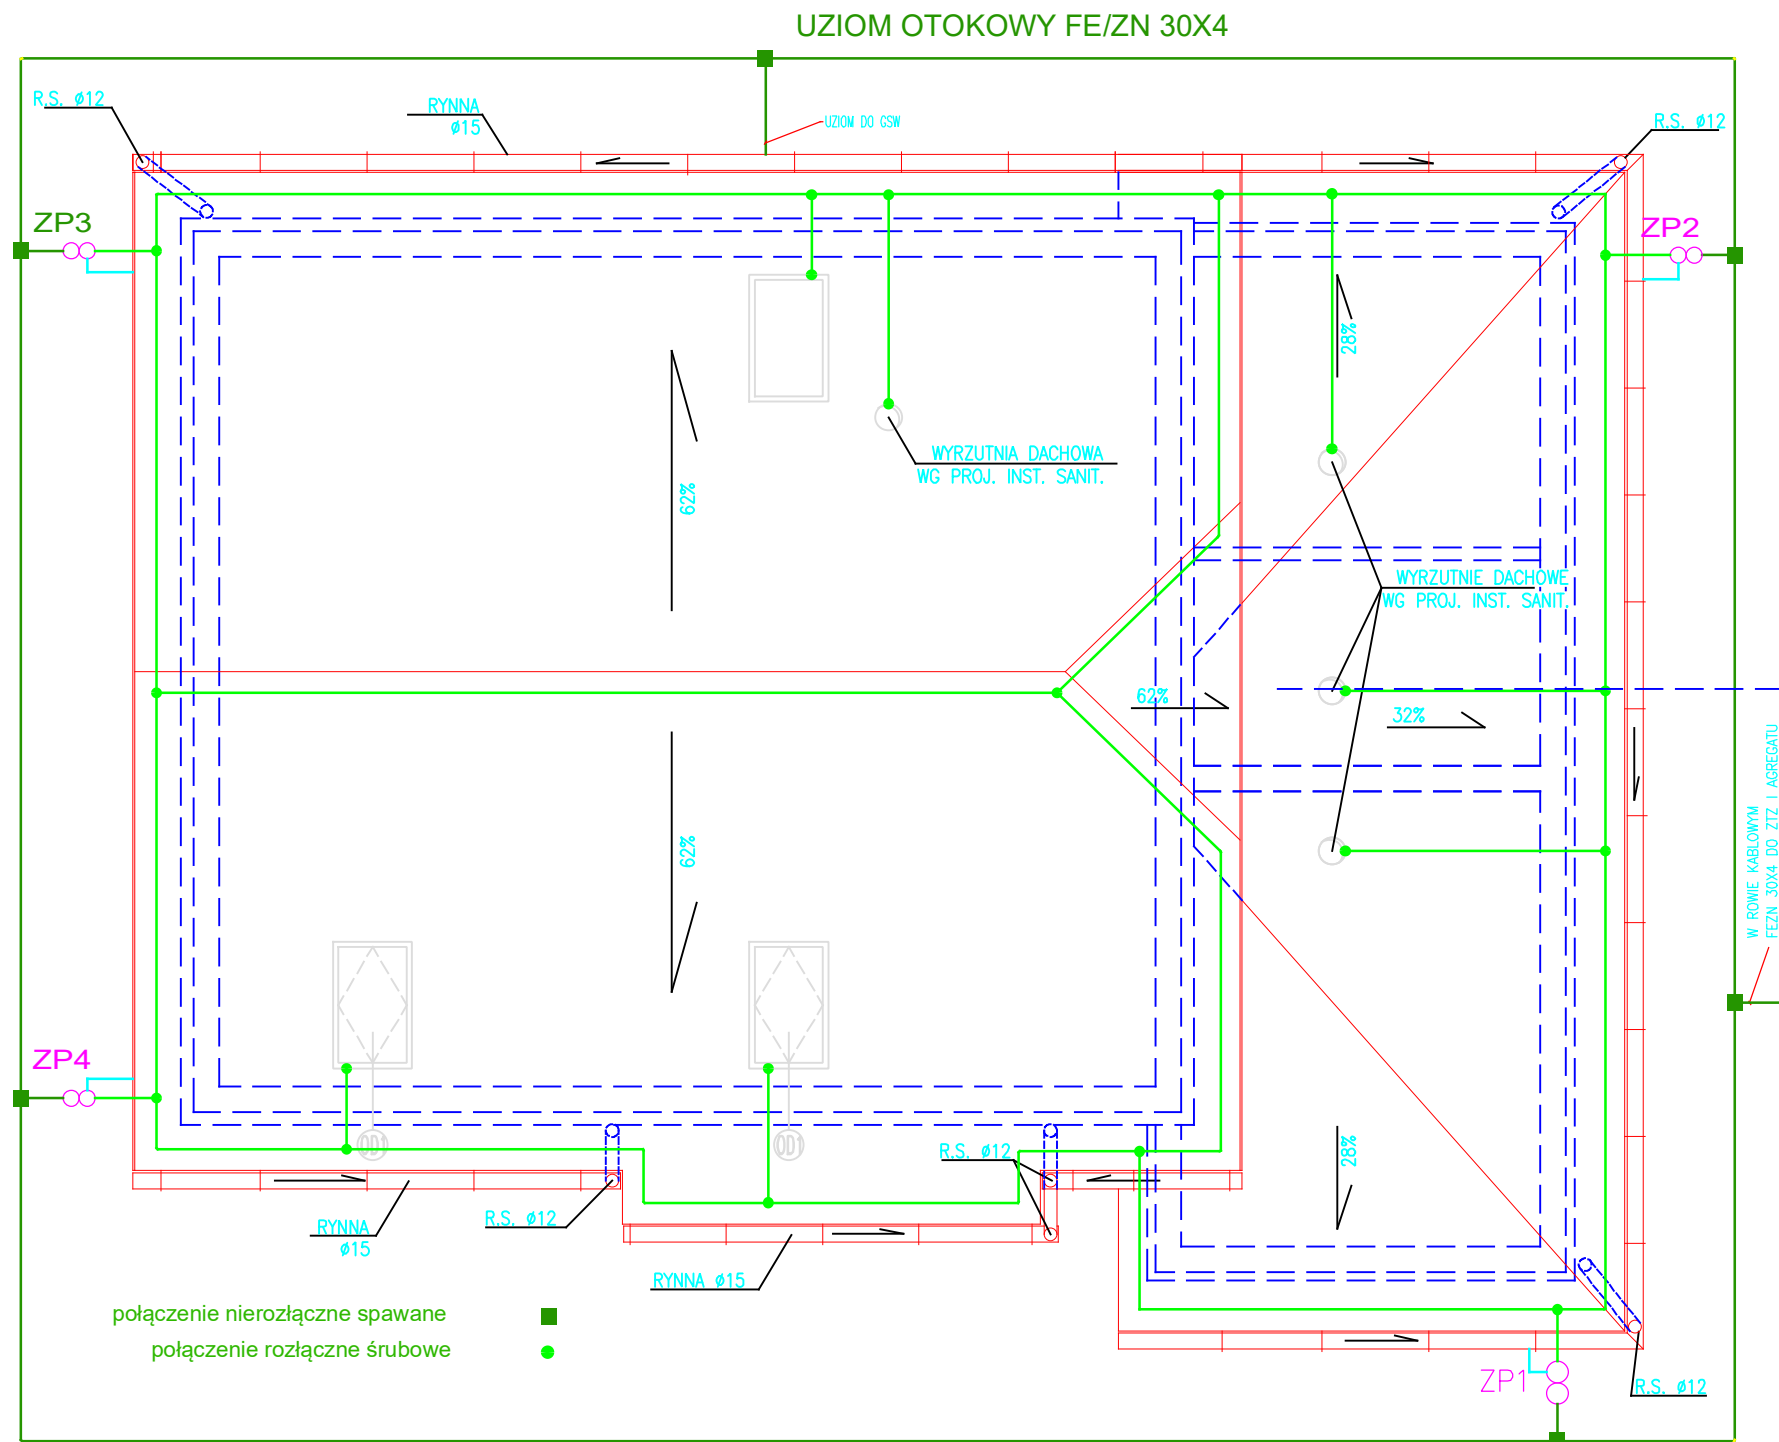 UZIOM OTOKOWY FE/ZN 30X4
R.S. ø12
RYNNA
ø15
UZIOM DO GSW
R.S. ø12
ZP3
ZP2
28%
WYRZUTNIA DACHOWA
WG PROJ. INST. SANIT.
62%
WYRZUTNIE DACHOWE
WG PROJ. INST. SANIT.
62%
32%
W ROWIE KABLOWYM
FEZN 30X4 DO ZTZ I AGREGATU
62%
ZP4
OD1
OD1
R.S. ø12
28%
RYNNA
ø15
R.S. ø12
RYNNA ø15
połączenie nierozłączne spawane
połączenie rozłączne śrubowe
ZP1
R.S. ø12